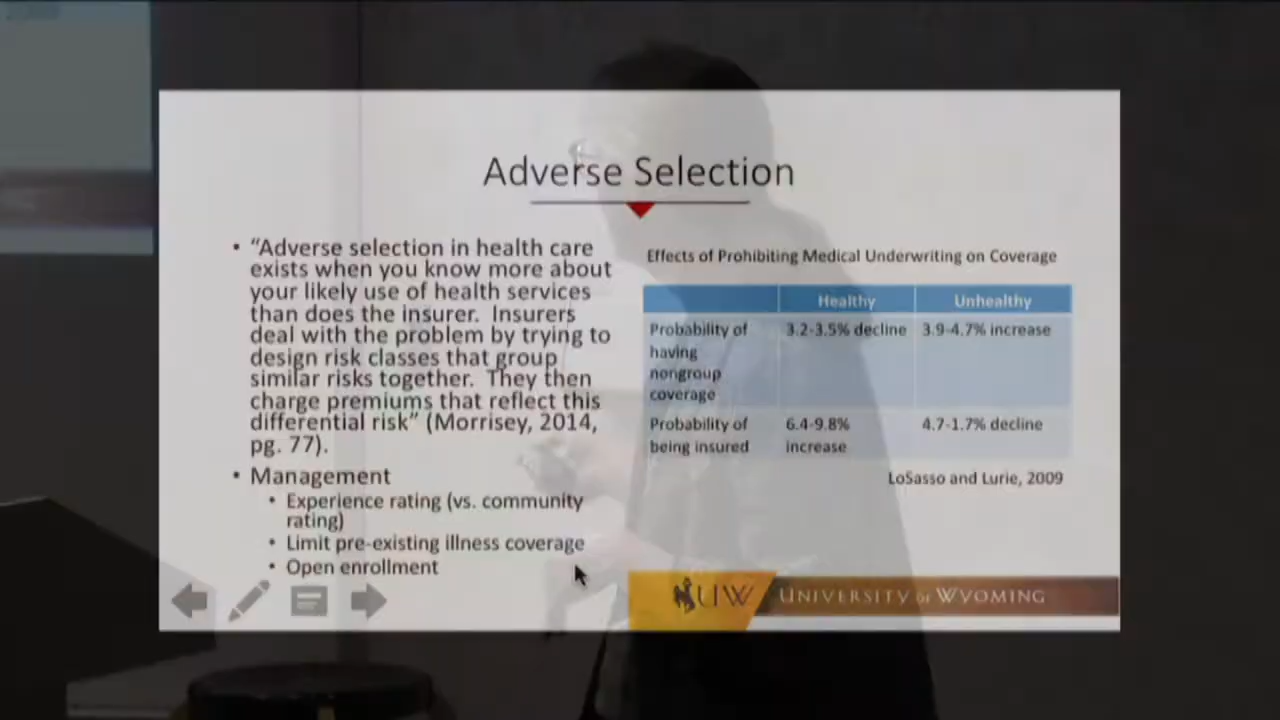 Adverse Selection
• “Adverse selection in health care
exists when you know more about
your likely use of health services
than does the insurer. Insurers
deal with the problem by trying to
design risk classes that group
similar risks together. They then
charge premiums that reflect this
differential risk” (Morrisey, 2014,
pg. 77).
• Management
• Experience rating (vs. community
rating)
• Limit pre-existing illness coverage
• Open enrollment
Effects of Prohibiting Medical Underwriting on Coverage
Healthy Unhealthy
Probability of 3.2-3.5% decline 3.9-4.7% increase
having
nongroup
coverage
Probability of 6.4-9.8% 4.7-1.7% decline
being insured increase
LoSasso and Lurie, 2009
UW UNIVERSITY OF WYOMING